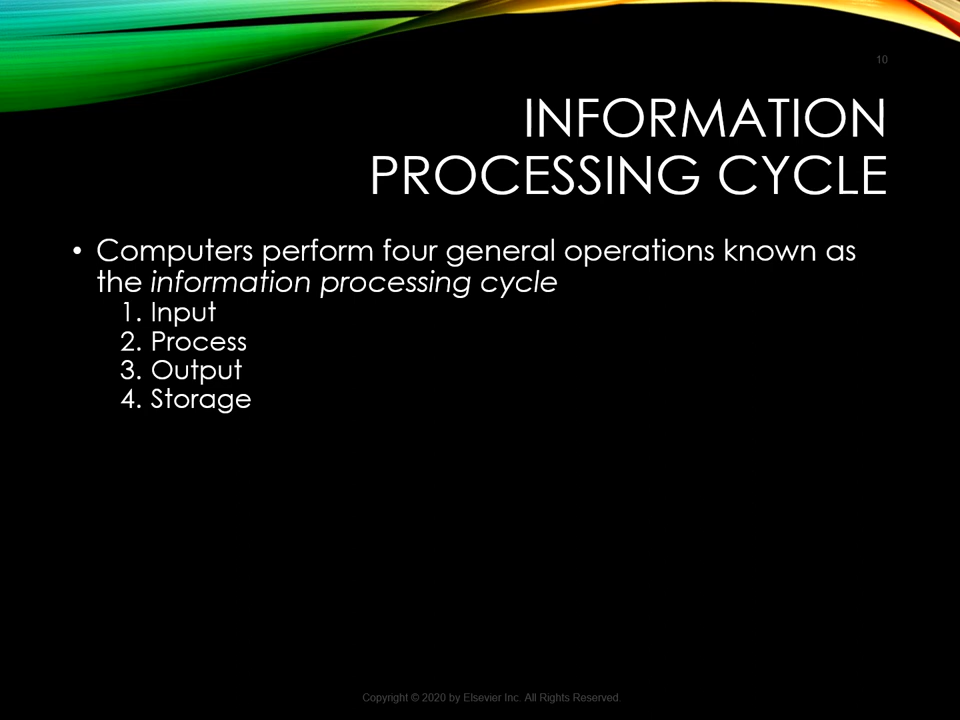 10
INFORMATION
PROCESSING CYCLE
• Computers perform four general operations known as
the information processing cycle
1. Input
2. Process
3. Output
4. Storage
Copyright © 2020 by Elsevier Inc. All Rights Reserved.